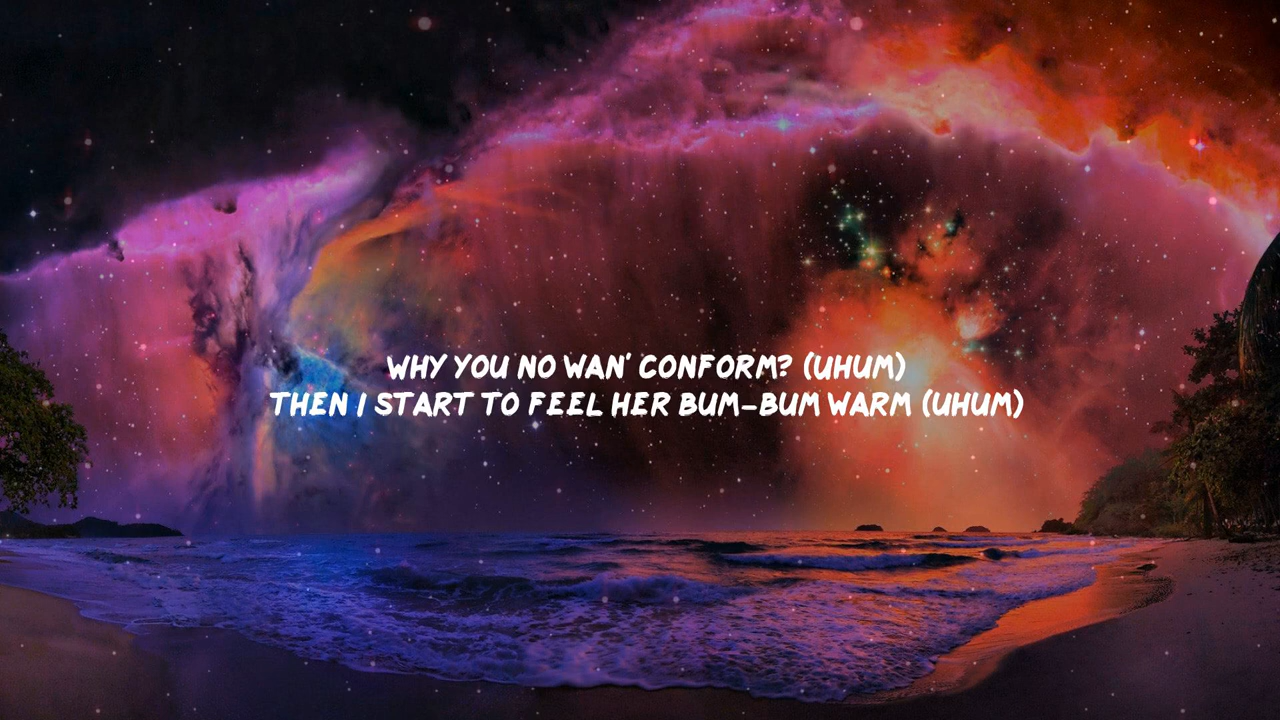 WHY YOU NO WAN' CONFORM? (UHUM)
THEN I START TO FEEL HER BUM-BUM WARM (UHUM)